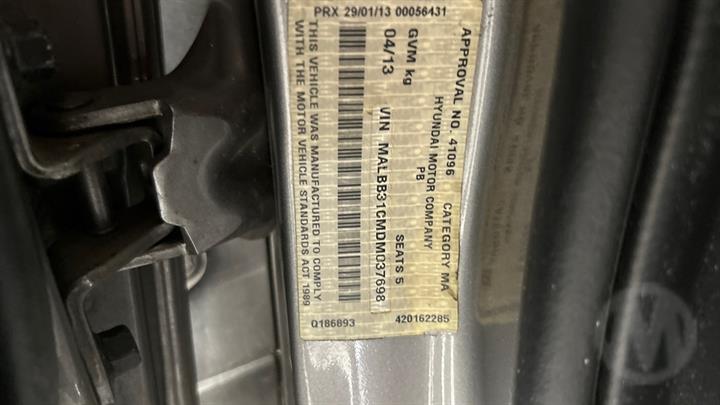 PRX 29/01/13 00056431
APPROVAL NO. 41096 CATEGORY MA
HYUNDAI MOTOR COMPANY
PB
GVM kg SEATS 5
04/13 VIN MALBB31CMDM037698
THIS VEHICLE WAS MANUFACTURED TO COMPLY
WITH THE MOTOR VEHICLE STANDARDS ACT 1989
Q186893 420162285
M